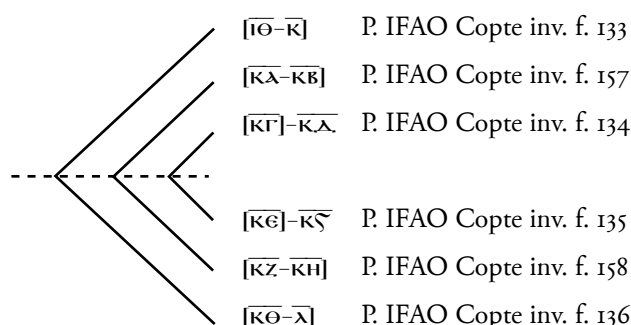 [ⲓ̅ⲑ̅–ⲕ̅] P. IFAO Copte inv. f. 133
[ⲕ̅ⲁ̅–ⲕ̅ⲃ̅] P. IFAO Copte inv. f. 157
[ⲕ̅ⲅ̅]–ⲕ̣̅ⲇ̣̅ P. IFAO Copte inv. f. 134
[ⲕ̅ⲉ̅]–ⲕ̅ⲋ̅ P. IFAO Copte inv. f. 135
[ⲕ̅ⲍ̅–ⲕ̅ⲏ̅] P. IFAO Copte inv. f. 158
[ⲕ̅ⲑ̅–ⲗ̅] P. IFAO Copte inv. f. 136